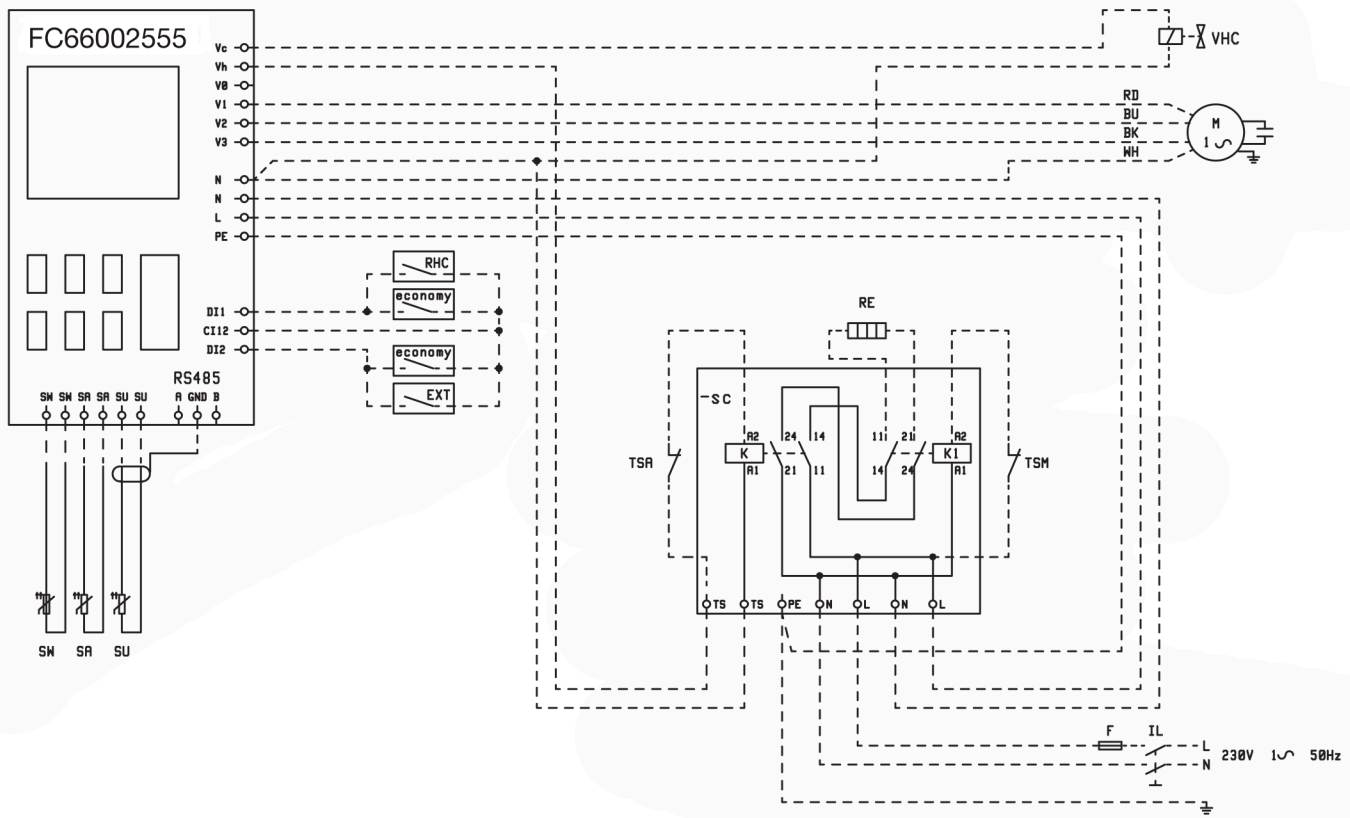 FC66002555
Vc
Vh
V0
V1
V2
V3
N
N
L
PE
VHC
RD
BU
BK
WH
M
1
RHC
economy
economy
EXT
DI1
CI12
DI2
RS485
SW SW SA SA SU SU A GND B
SW SA SU
RE
-SC
TSA
TSM
K
A2
A1
24 14
21 11
11 21
14 24
K1
A2
A1
TS TS PE N L N L
F IL
L
N
230V 1 50Hz